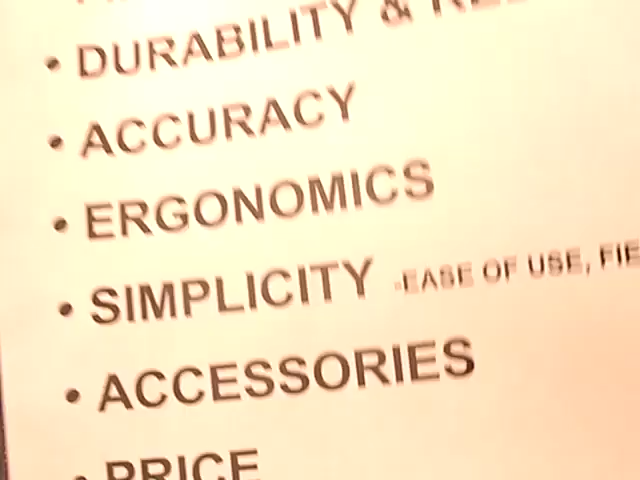 • DURABILITY &
• ACCURACY
• ERGONOMICS
• SIMPLICITY -EASE OF USE,
• ACCESSORIES
• PRICE